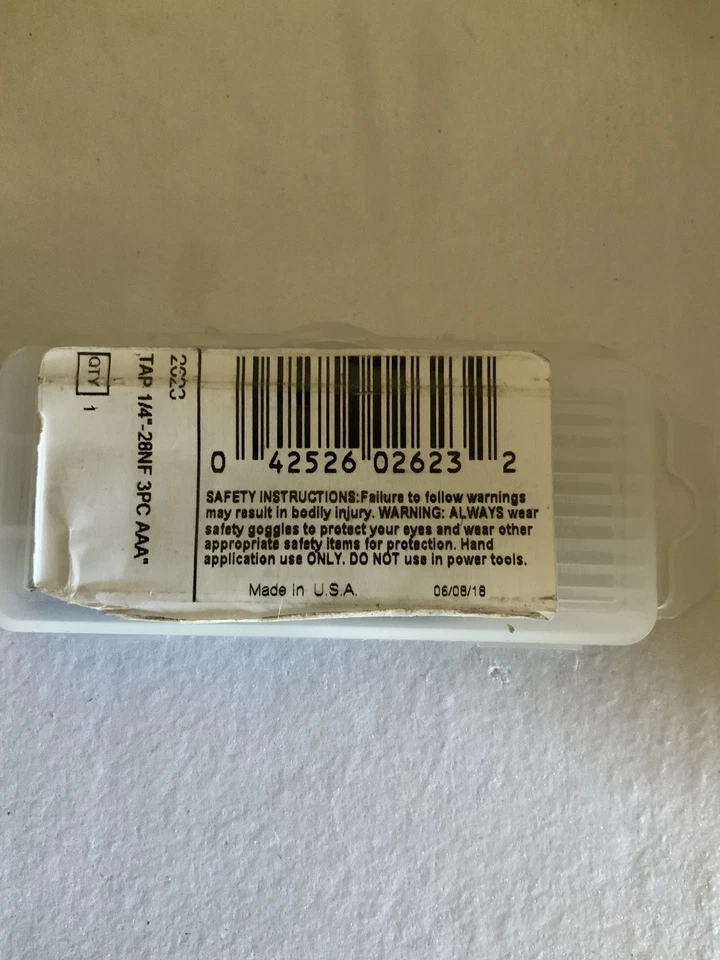 2623
TAP 1/4"-28NF 3PC AAA"
QTY
1
0 42526 02623 2
SAFETY INSTRUCTIONS:Failure to follow warnings
may result in bodily injury. WARNING: ALWAYS wear
safety goggles to protect your eyes and wear other
appropriate safety items for protection. Hand
application use ONLY. DO NOT use in power tools.
Made in U.S.A. 06/08/18